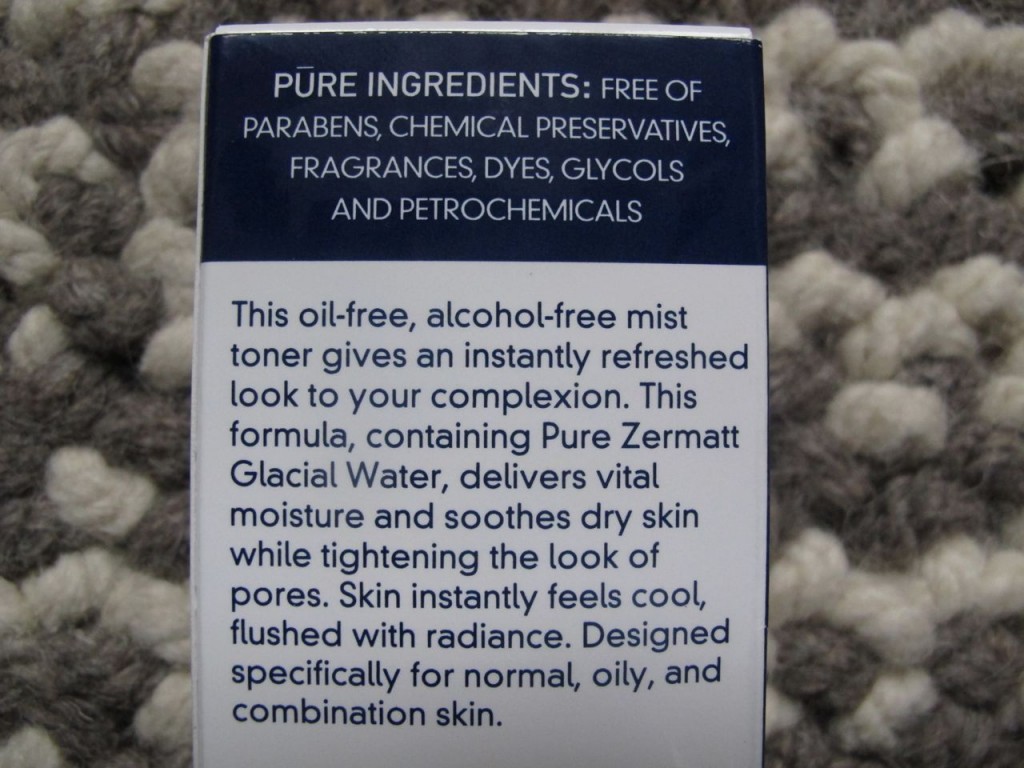 PŪRE INGREDIENTS: FREE OF
PARABENS, CHEMICAL PRESERVATIVES,
FRAGRANCES, DYES, GLYCOLS
AND PETROCHEMICALS
This oil-free, alcohol-free mist
toner gives an instantly refreshed
look to your complexion. This
formula, containing Pure Zermatt
Glacial Water, delivers vital
moisture and soothes dry skin
while tightening the look of
pores. Skin instantly feels cool,
flushed with radiance. Designed
specifically for normal, oily, and
combination skin.